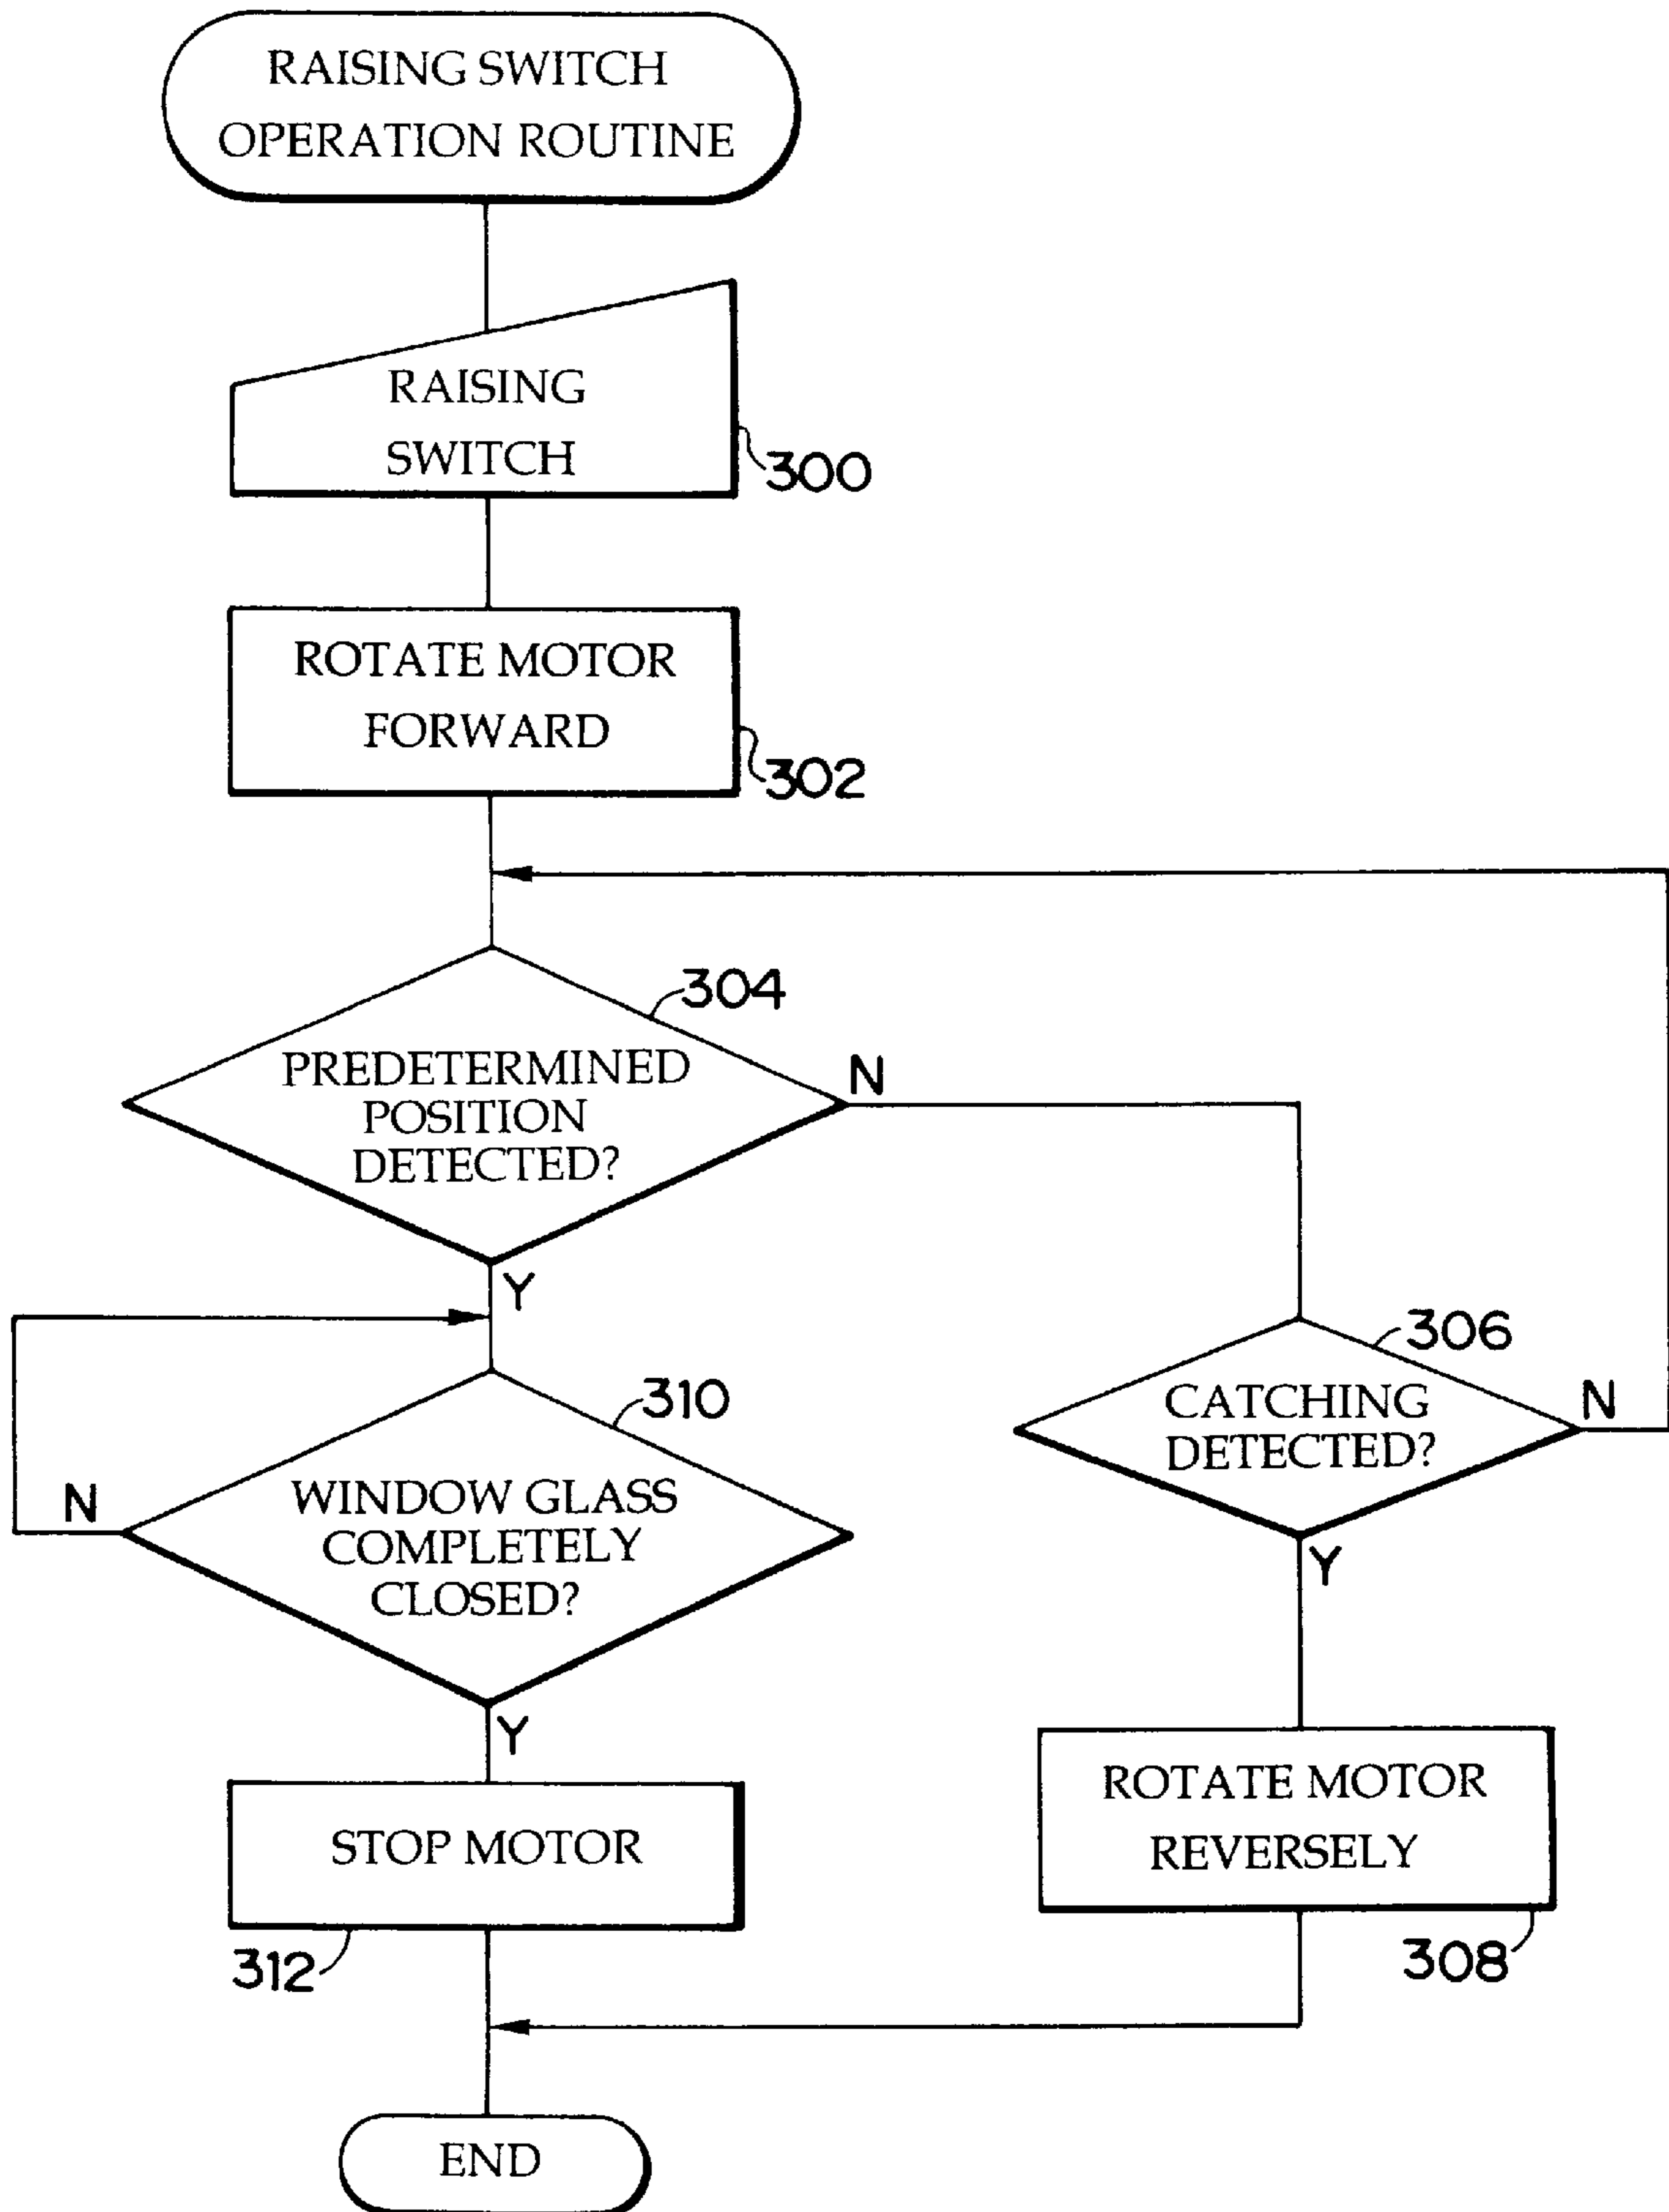 RAISING SWITCH
OPERATION ROUTINE
RAISING
SWITCH
300
ROTATE MOTOR
FORWARD
302
304
PREDETERMINED
POSITION
DETECTED?
N
Y
306
CATCHING
DETECTED?
N
Y
310
WINDOW GLASS
COMPLETELY
CLOSED?
N
Y
STOP MOTOR
312
ROTATE MOTOR
REVERSELY
308
END